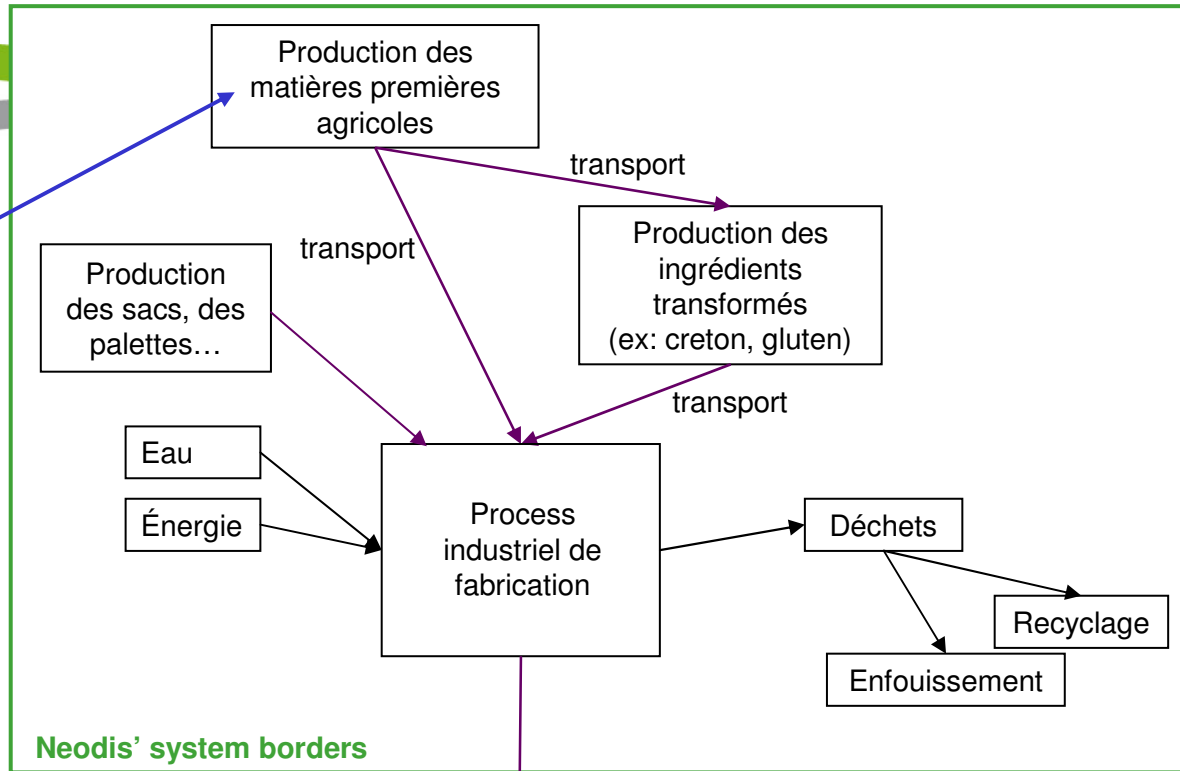 Production des
matières premières
agricoles
transport
transport
Production des
ingrédients
transformés
(ex: creton, gluten)
Production
des sacs, des
palettes…
transport
Eau
Énergie
Process
industriel de
fabrication
Déchets
Recyclage
Enfouissement
Neodis’ system borders